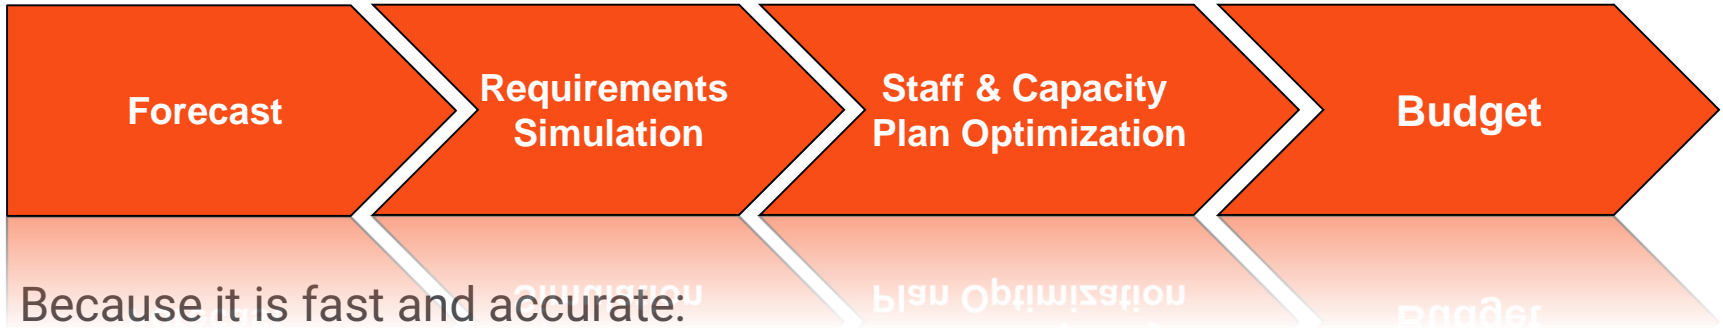 Forecast
Requirements
Simulation
Staff & Capacity
Plan Optimization
Budget
Because it is fast and accurate: